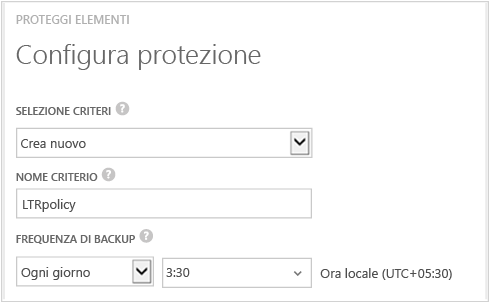 PROTEGGI ELEMENTI
Configura protezione
SELEZIONE CRITERI ?
Crea nuovo
NOME CRITERIO ?
LTRpolicy
FREQUENZA DI BACKUP ?
Ogni giorno 3:30 Ora locale (UTC+05:30)